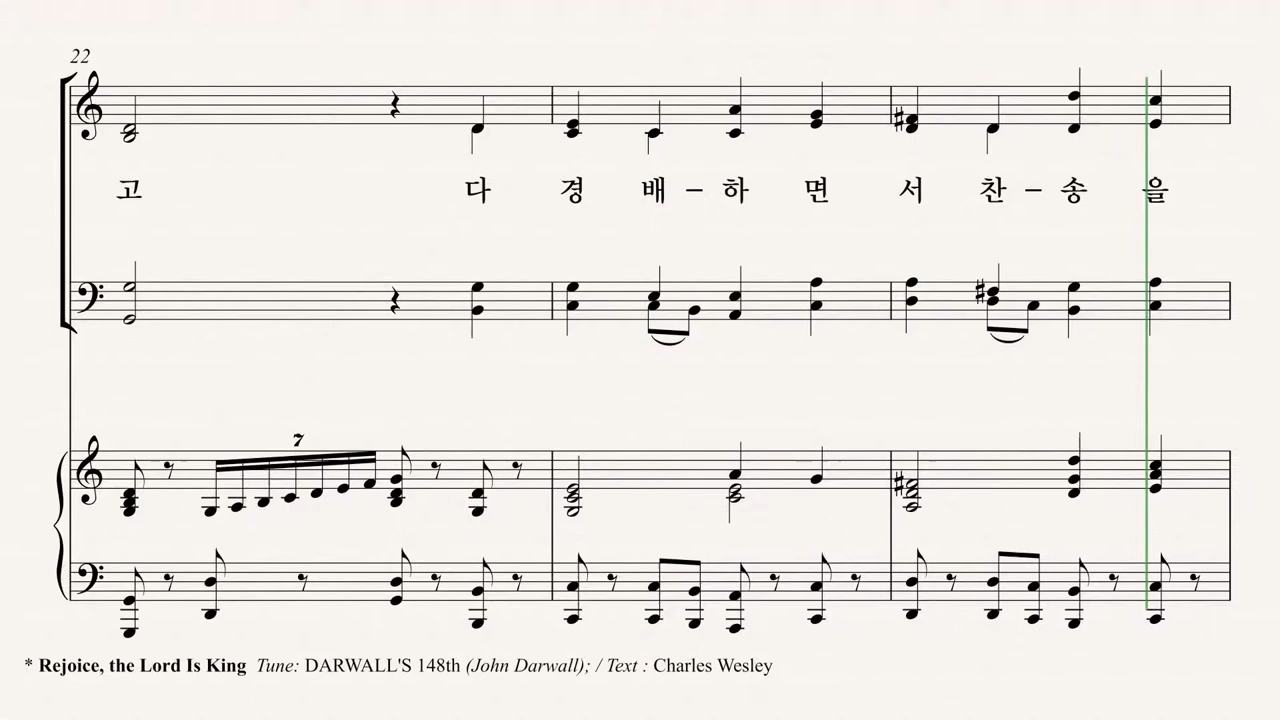 22
고 다 경 배 – 하 면 서 찬 – 송 을
7
* Rejoice, the Lord Is King Tune: DARWALL'S 148th (John Darwall); / Text : Charles Wesley